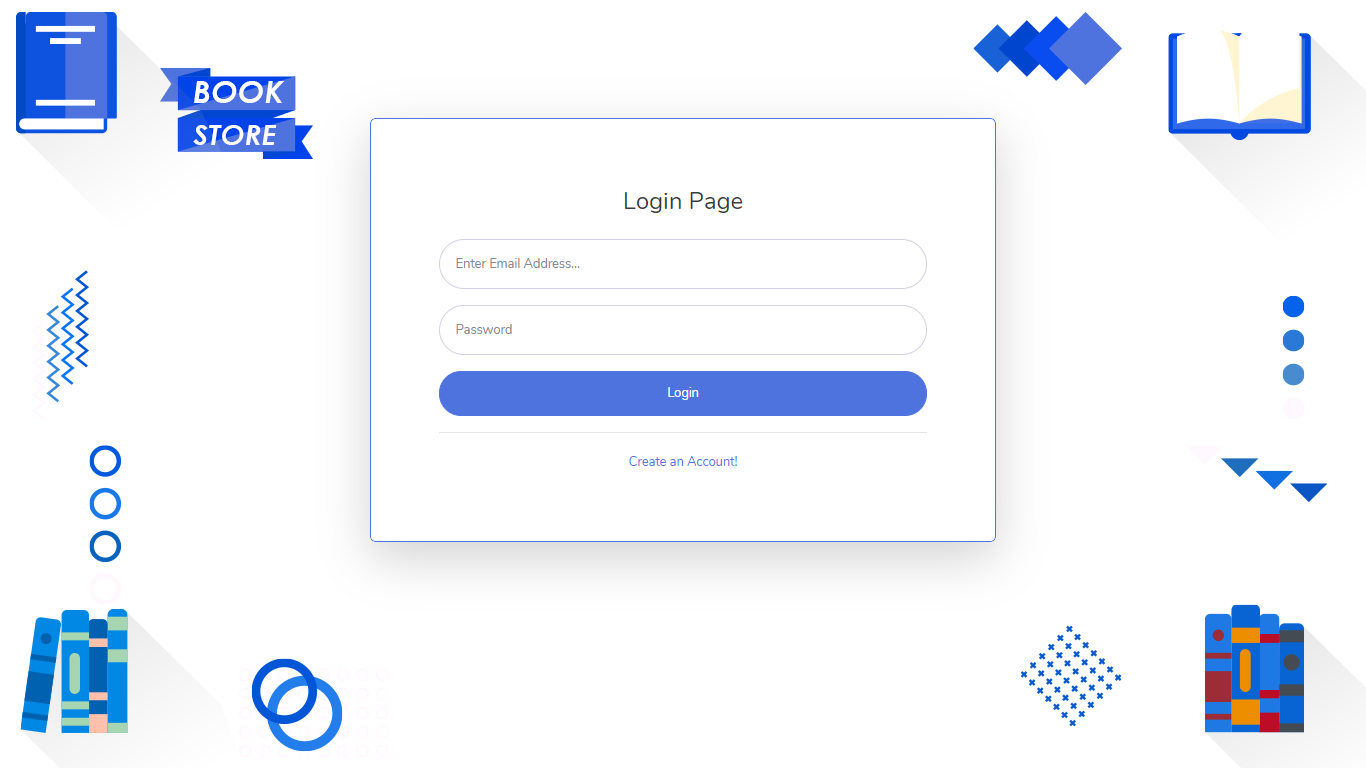 BOOK
STORE
Login Page
Enter Email Address...
Password
Login
Create an Account!